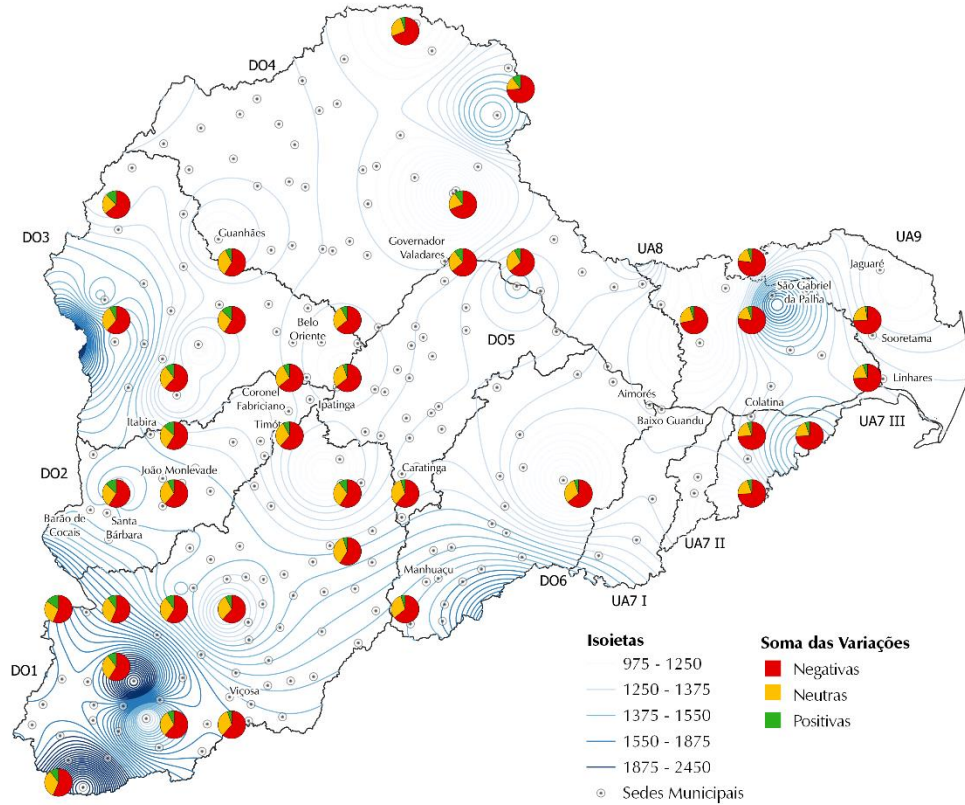 DO4
DO3
Guanhães
Governador
Valadares
UA8
UA9
Jaguaré
São Gabriel
da Palha
Belo
Oriente
DO5
Sooretama
Coronel
Fabriciano
Ipatinga
Aimorés
Linhares
Itabira
Timót
Baixo Guandu
Colatina
UA7 III
DO2
João Monlevade
Caratinga
Barão de
Cocais
Santa
Bárbara
UA7 II
Manhuaçu
DO6
UA7 I
DO1
Viçosa
Isoietas
975 - 1250
1250 - 1375
1375 - 1550
1550 - 1875
1875 - 2450
Sedes Municipais
Soma das Variações
Negativas
Neutras
Positivas